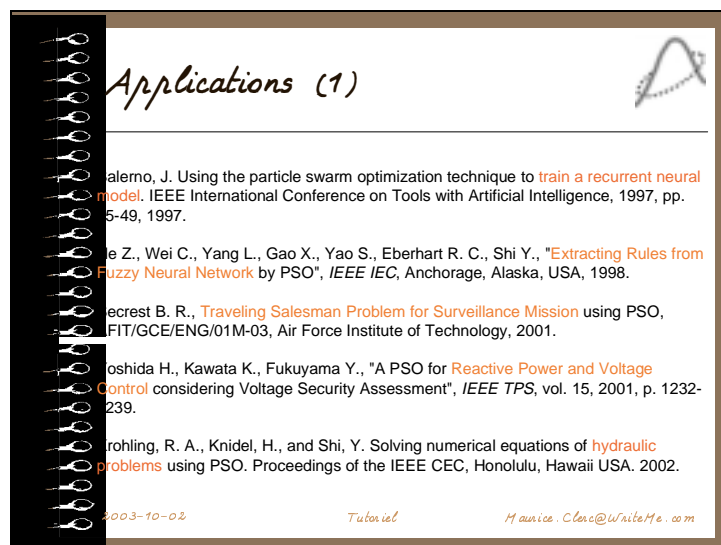 Applications (1)
alerno, J. Using the particle swarm optimization technique to train a recurrent neural
model. IEEE International Conference on Tools with Artificial Intelligence, 1997, pp.
5-49, 1997.
e Z., Wei C., Yang L., Gao X., Yao S., Eberhart R. C., Shi Y., "Extracting Rules from
Fuzzy Neural Network by PSO", IEEE IEC, Anchorage, Alaska, USA, 1998.
ecrest B. R., Traveling Salesman Problem for Surveillance Mission using PSO,
AFIT/GCE/ENG/01M-03, Air Force Institute of Technology, 2001.
oshida H., Kawata K., Fukuyama Y., "A PSO for Reactive Power and Voltage
Control considering Voltage Security Assessment", IEEE TPS, vol. 15, 2001, p. 1232-
239.
rohling, R. A., Knidel, H., and Shi, Y. Solving numerical equations of hydraulic
problems using PSO. Proceedings of the IEEE CEC, Honolulu, Hawaii USA. 2002.
2003-10-02 Tutoriel Maurice.Clerc@WriteMe.com